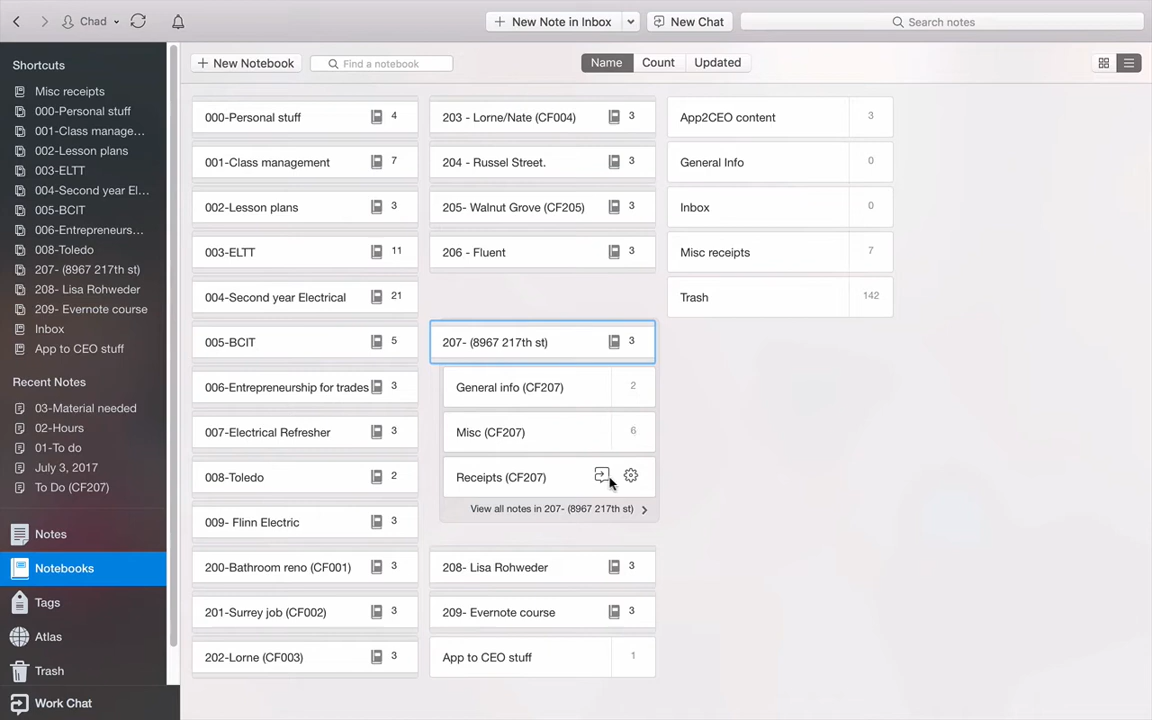 Chad
New Note in Inbox
New Chat
Search notes
Shortcuts
Misc receipts
000-Personal stuff
001-Class manage...
002-Lesson plans
003-ELTT
004-Second year El...
005-BCIT
006-Entrepreneurs...
008-Toledo
207- (8967 217th st)
208- Lisa Rohweder
209- Evernote course
Inbox
App to CEO stuff
Recent Notes
03-Material needed
02-Hours
01-To do
July 3, 2017
To Do (CF207)
Notes
Notebooks
Tags
Atlas
Trash
Work Chat
New Notebook
Find a notebook
Name
Count
Updated
000-Personal stuff 4
001-Class management 7
002-Lesson plans 3
003-ELTT 11
004-Second year Electrical 21
005-BCIT 5
006-Entrepreneurship for trades 3
007-Electrical Refresher 3
008-Toledo 2
009- Flinn Electric 3
200-Bathroom reno (CF001) 3
201-Surrey job (CF002) 3
202-Lorne (CF003) 3
203 - Lorne/Nate (CF004) 3
204 - Russel Street. 3
205- Walnut Grove (CF205) 3
206 - Fluent 3
207- (8967 217th st) 3
General info (CF207) 2
Misc (CF207) 6
Receipts (CF207)
View all notes in 207- (8967 217th st)
208- Lisa Rohweder 3
209- Evernote course 3
App to CEO stuff 1
App2CEO content 3
General Info 0
Inbox 0
Misc receipts 7
Trash 142